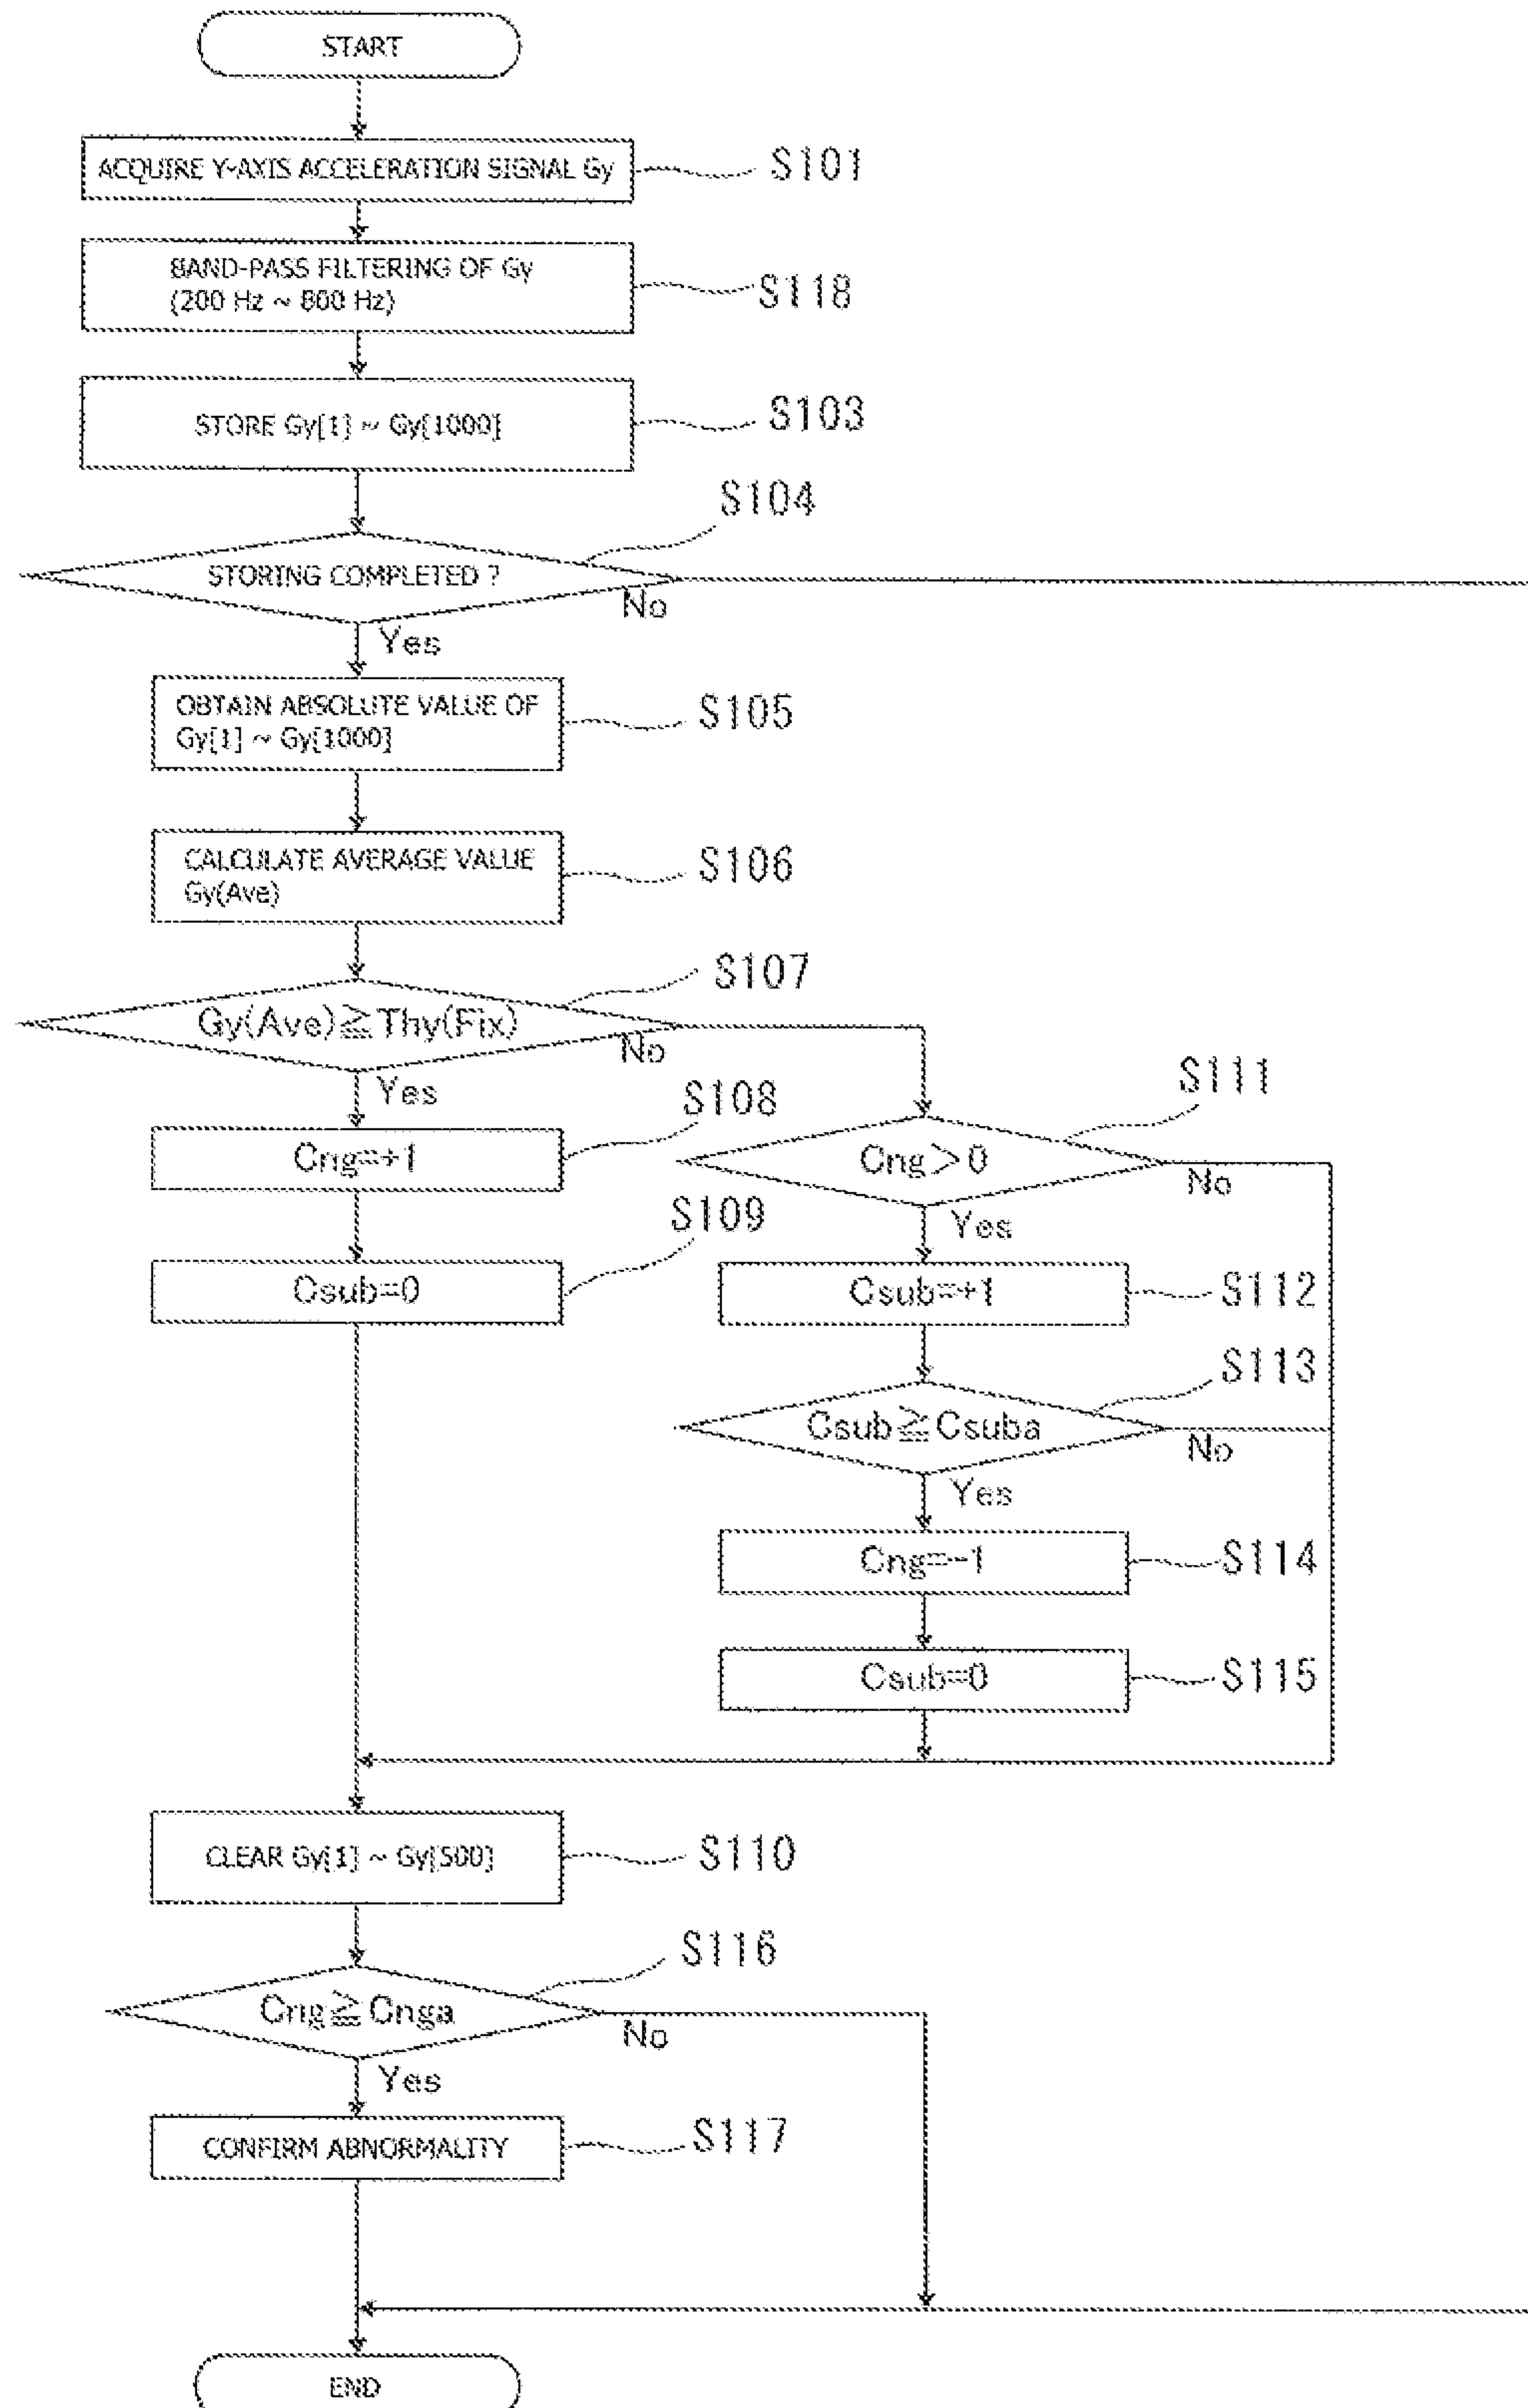 START
ACQUIRE Y-AXIS ACCELERATION SIGNAL Gy
S101
BAND-PASS FILTERING OF Gy
(200 Hz ~ 800 Hz)
S118
STORE Gy[1] ~ Gy[1000]
S103
S104
STORING COMPLETED ?
No
Yes
OBTAIN ABSOLUTE VALUE OF
Gy[1] ~ Gy[1000]
S105
CALCULATE AVERAGE VALUE
Gy(Ave)
S106
S107
Gy(Ave)≧Thy(Fix)
No
Yes
S108
Cng=+1
S111
Cng>0
No
Yes
S109
Csub=0
Csub=+1
S112
S113
Csub≧Csuba
No
Yes
Cng=-1
S114
Csub=0
S115
CLEAR Gy[1] ~ Gy[500]
S110
S116
Cng≧Cnga
No
Yes
CONFIRM ABNORMALITY
S117
END